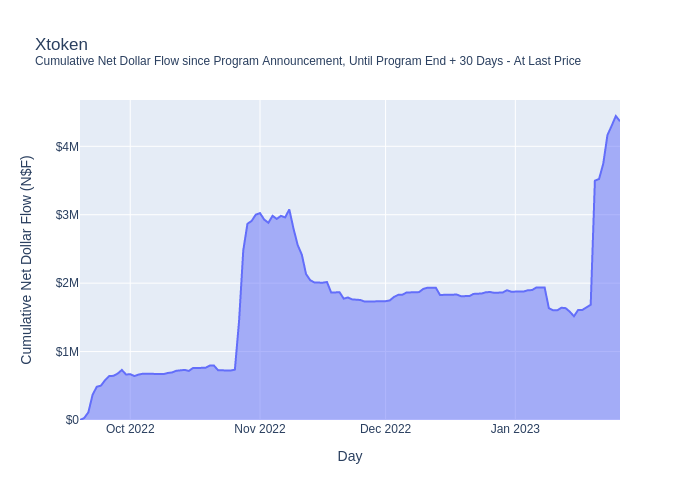 Xtoken
Cumulative Net Dollar Flow since Program Announcement, Until Program End + 30 Days - At Last Price
Cumulative Net Dollar Flow (N$F)
$4M
$3M
$2M
$1M
$0
Oct 2022
Nov 2022
Dec 2022
Jan 2023
Day